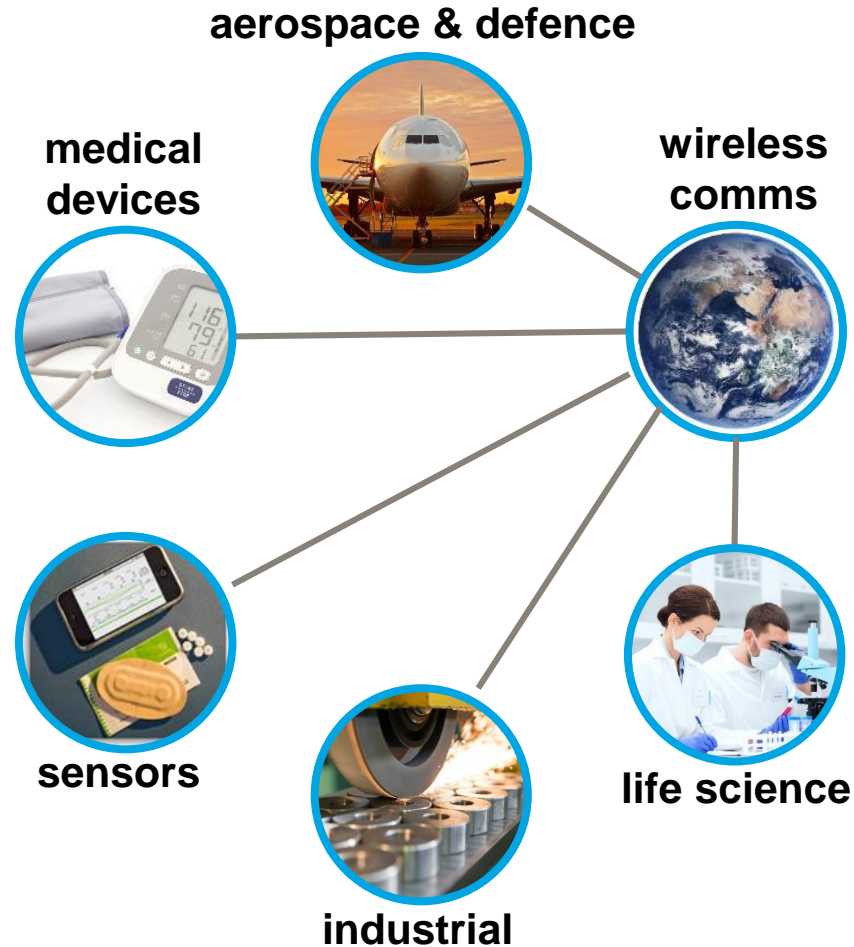 aerospace & defence
medical
devices
wireless
comms
sensors
life science
industrial